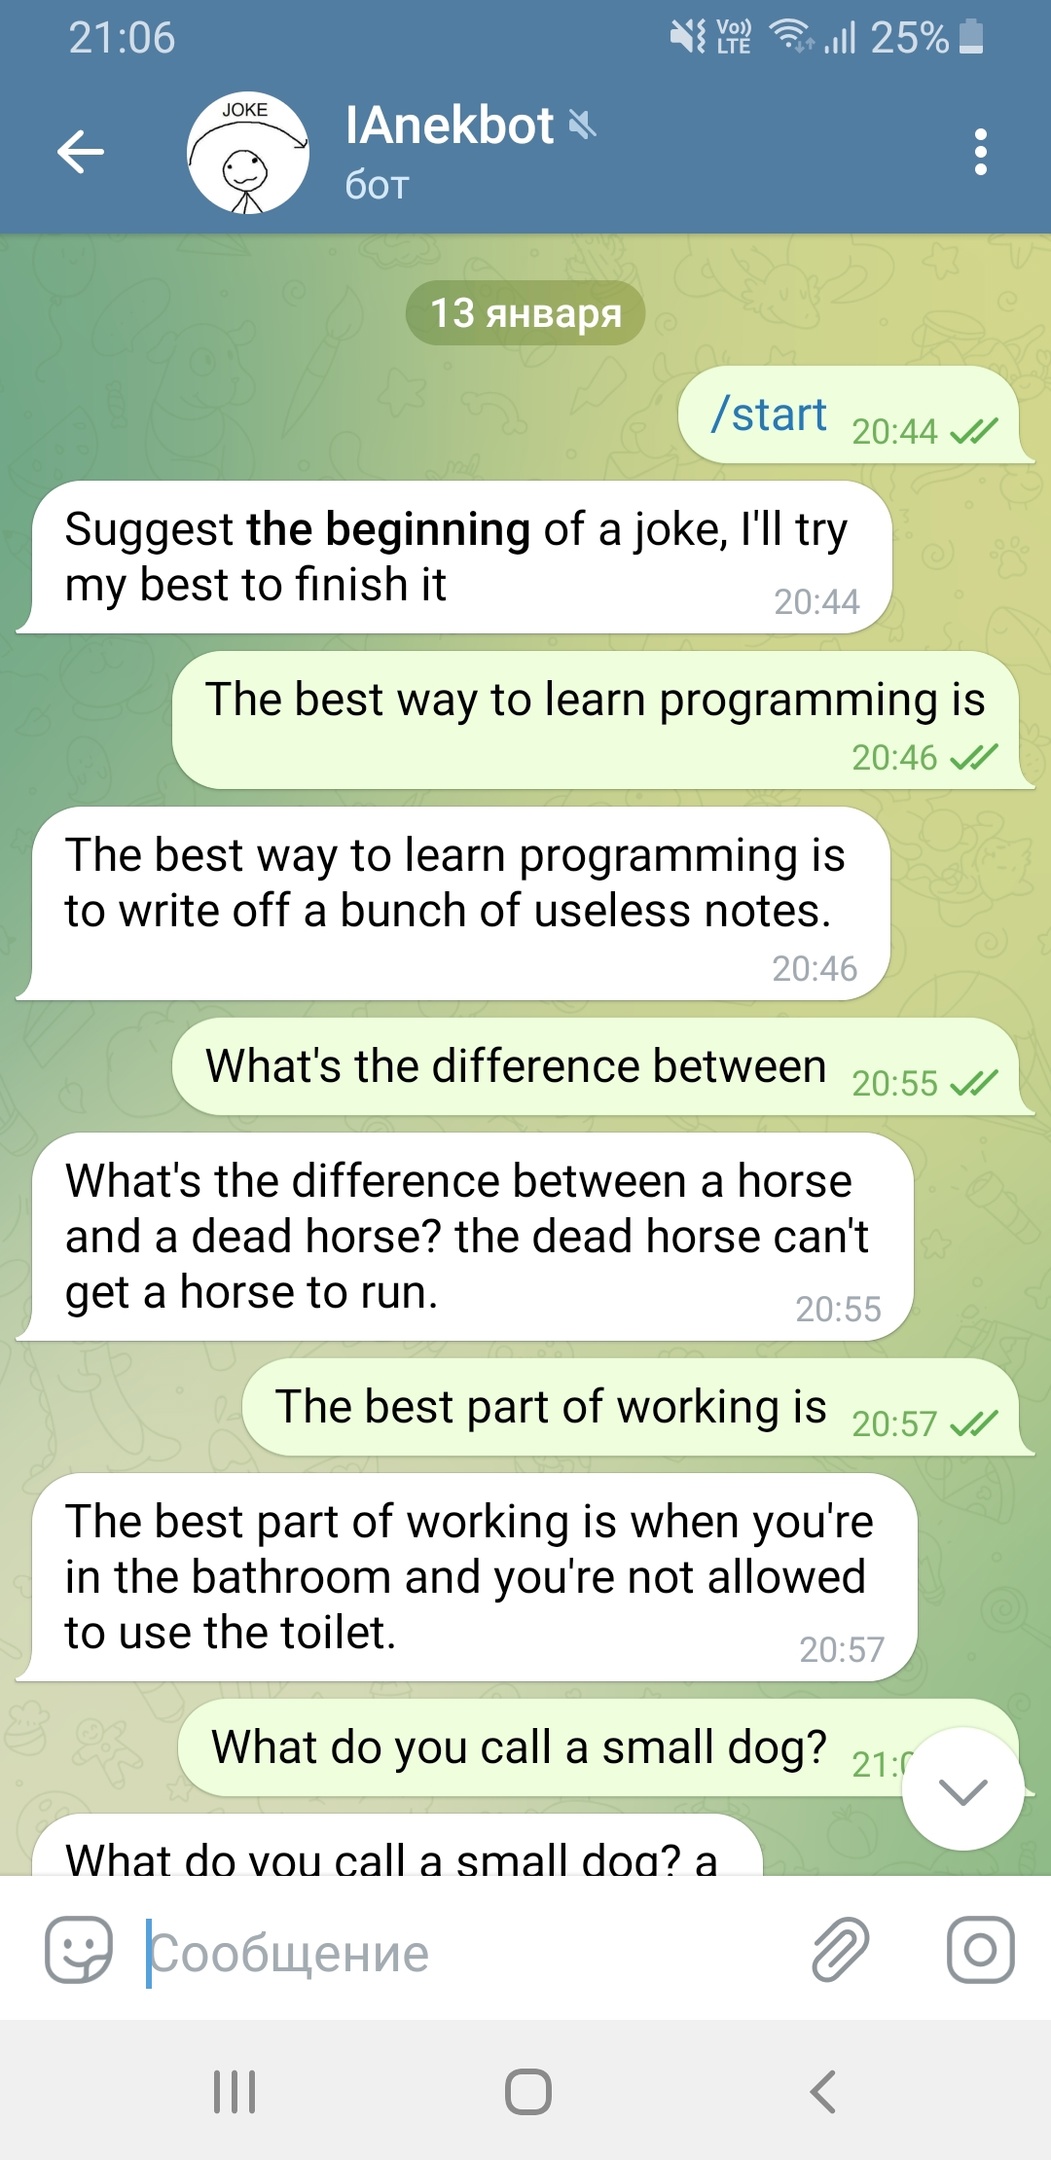 21:06
Vo)) LTE
25%
JOKE
IAnekbot
бот
13 января
/start 20:44
Suggest the beginning of a joke, I'll try
my best to finish it
20:44
The best way to learn programming is
20:46
The best way to learn programming is
to write off a bunch of useless notes.
20:46
What's the difference between 20:55
What's the difference between a horse
and a dead horse? the dead horse can't
get a horse to run.
20:55
The best part of working is 20:57
The best part of working is when you're
in the bathroom and you're not allowed
to use the toilet.
20:57
What do you call a small dog?
What do you call a small dog? a
Сообщение